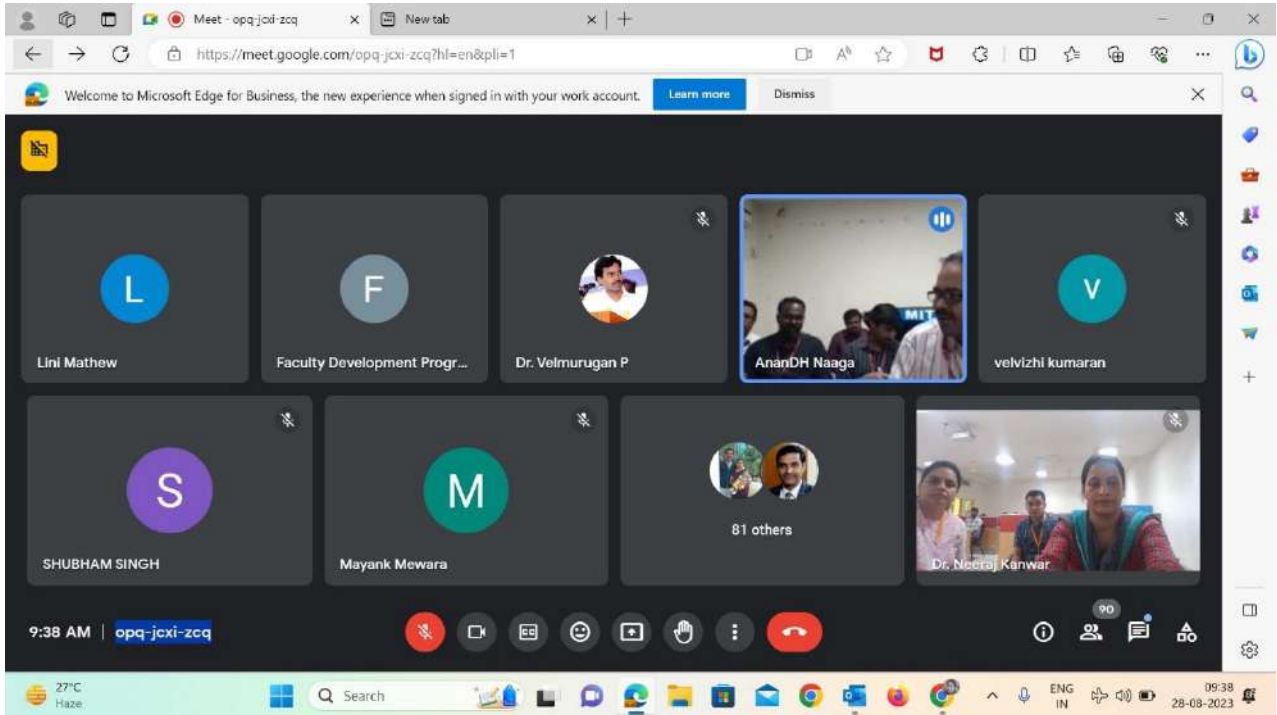 Meet - opq-jcxi-zcq
New tab
https://meet.google.com/opq-jcxi-zcq?hl=en&pli=1
Welcome to Microsoft Edge for Business, the new experience when signed in with your work account. Learn more Dismiss
MIT
L
F
V
Lini Mathew
Faculty Development Progr...
Dr. Velmurugan P
AnanDH Naaga
velvizhi kumaran
S
M
81 others
SHUBHAM SINGH
Mayank Mewara
Dr. Neeraj Kanwar
9:38 AM | opq-jcxi-zcq
90
27°C
Haze
Search
ENG
IN
09:38
28-08-2023